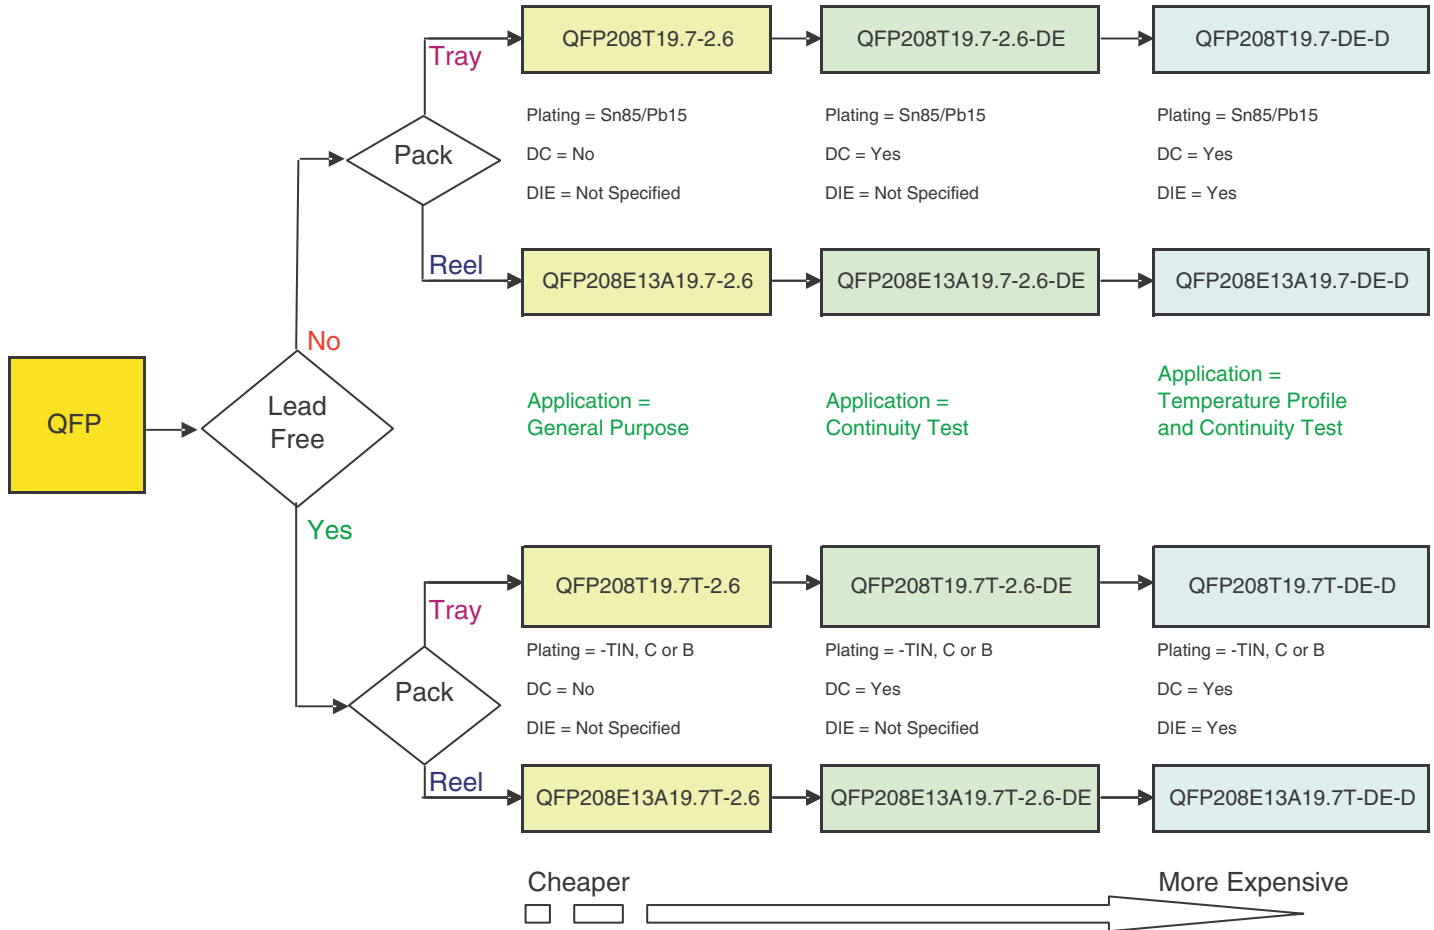 QFP208T19.7-2.6
QFP208T19.7-2.6-DE
QFP208T19.7-DE-D
Tray
Plating = Sn85/Pb15
Plating = Sn85/Pb15
Plating = Sn85/Pb15
Pack
DC = No
DC = Yes
DC = Yes
DIE = Not Specified
DIE = Not Specified
DIE = Yes
Reel
QFP208E13A19.7-2.6
QFP208E13A19.7-2.6-DE
QFP208E13A19.7-DE-D
No
QFP
Lead
Free
Application =
General Purpose
Application =
Continuity Test
Application =
Temperature Profile
and Continuity Test
Yes
QFP208T19.7T-2.6
QFP208T19.7T-2.6-DE
QFP208T19.7T-DE-D
Tray
Plating = -TIN, C or B
Plating = -TIN, C or B
Plating = -TIN, C or B
Pack
DC = No
DC = Yes
DC = Yes
DIE = Not Specified
DIE = Not Specified
DIE = Yes
Reel
QFP208E13A19.7T-2.6
QFP208E13A19.7T-2.6-DE
QFP208E13A19.7T-DE-D
Cheaper
More Expensive